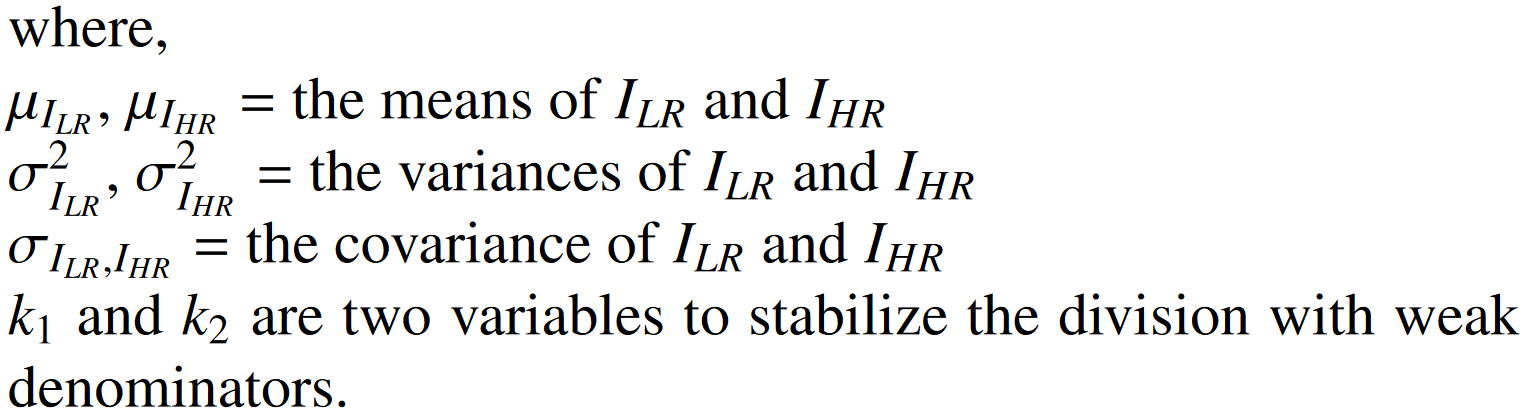 where,
$\mu_{I_{LR}}$, $\mu_{I_{HR}}$ = the means of $I_{LR}$ and $I_{HR}$
$\sigma^2_{I_{LR}}$, $\sigma^2_{I_{HR}}$ = the variances of $I_{LR}$ and $I_{HR}$
$\sigma_{I_{LR},I_{HR}}$ = the covariance of $I_{LR}$ and $I_{HR}$
$k_1$ and $k_2$ are two variables to stabilize the division with weak
denominators.